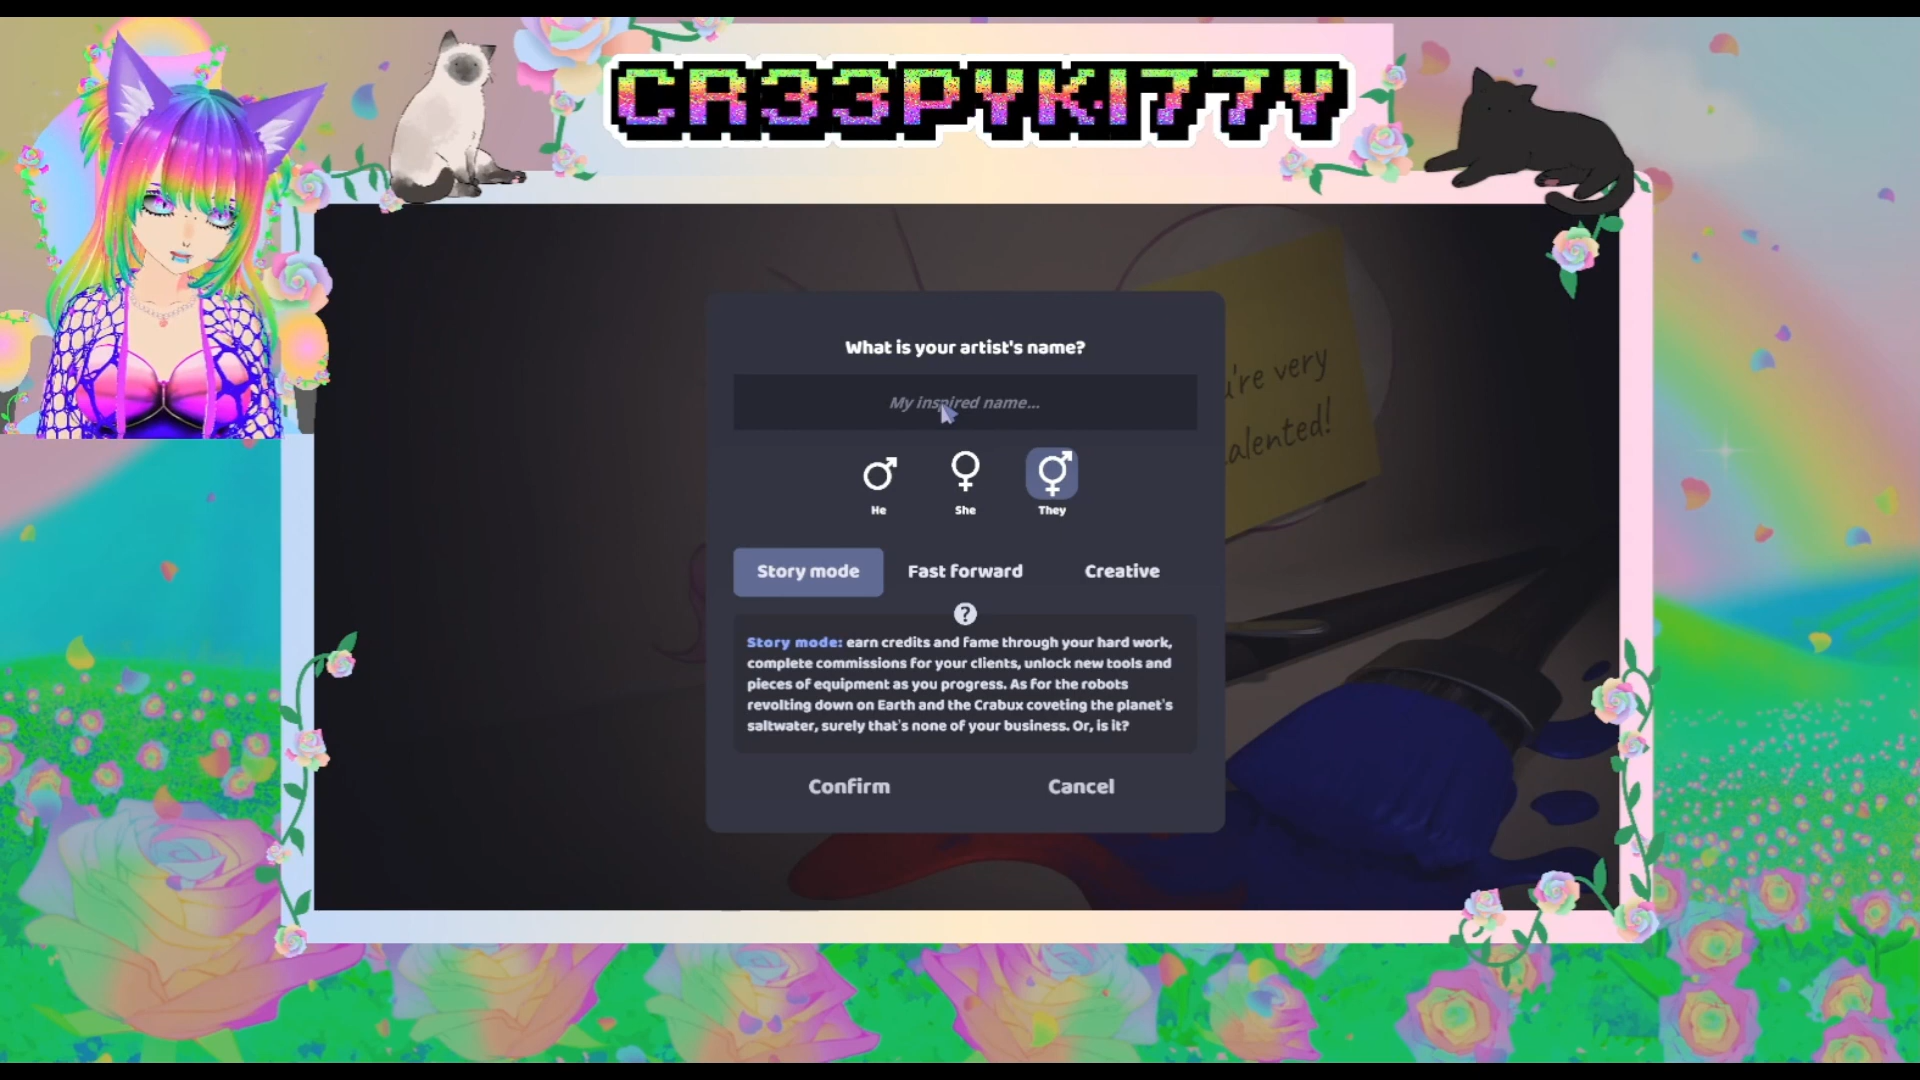 CR33PYKI77Y
What is your artist's name?
My inspired name...
're very
alented!
He
She
They
Story mode
Fast forward
Creative
?
Story mode: earn credits and fame through your hard work,
complete commissions for your clients, unlock new tools and
pieces of equipment as you progress. As for the robots
revolting down on Earth and the Crabux coveting the planet's
saltwater, surely that's none of your business. Or, is it?
Confirm
Cancel